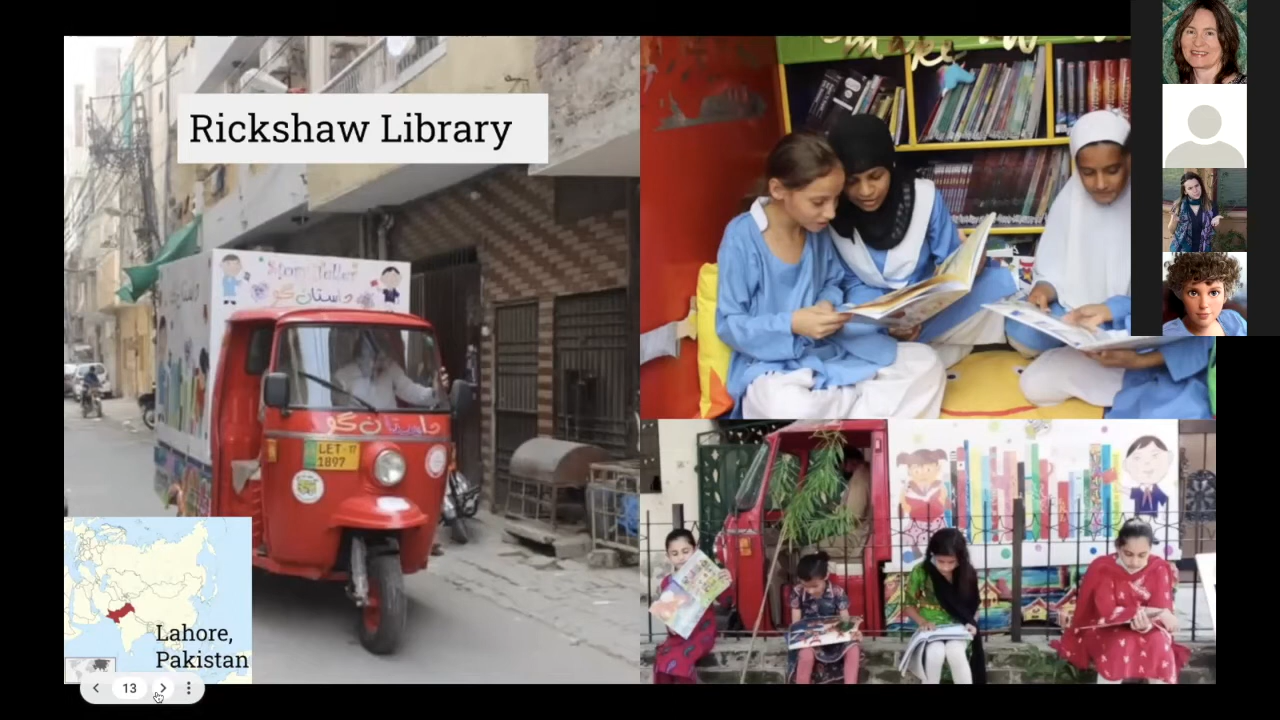 Rickshaw Library
Story Teller
داستان گو
داستان گو
LET 17
1897
Lahore,
Pakistan
13